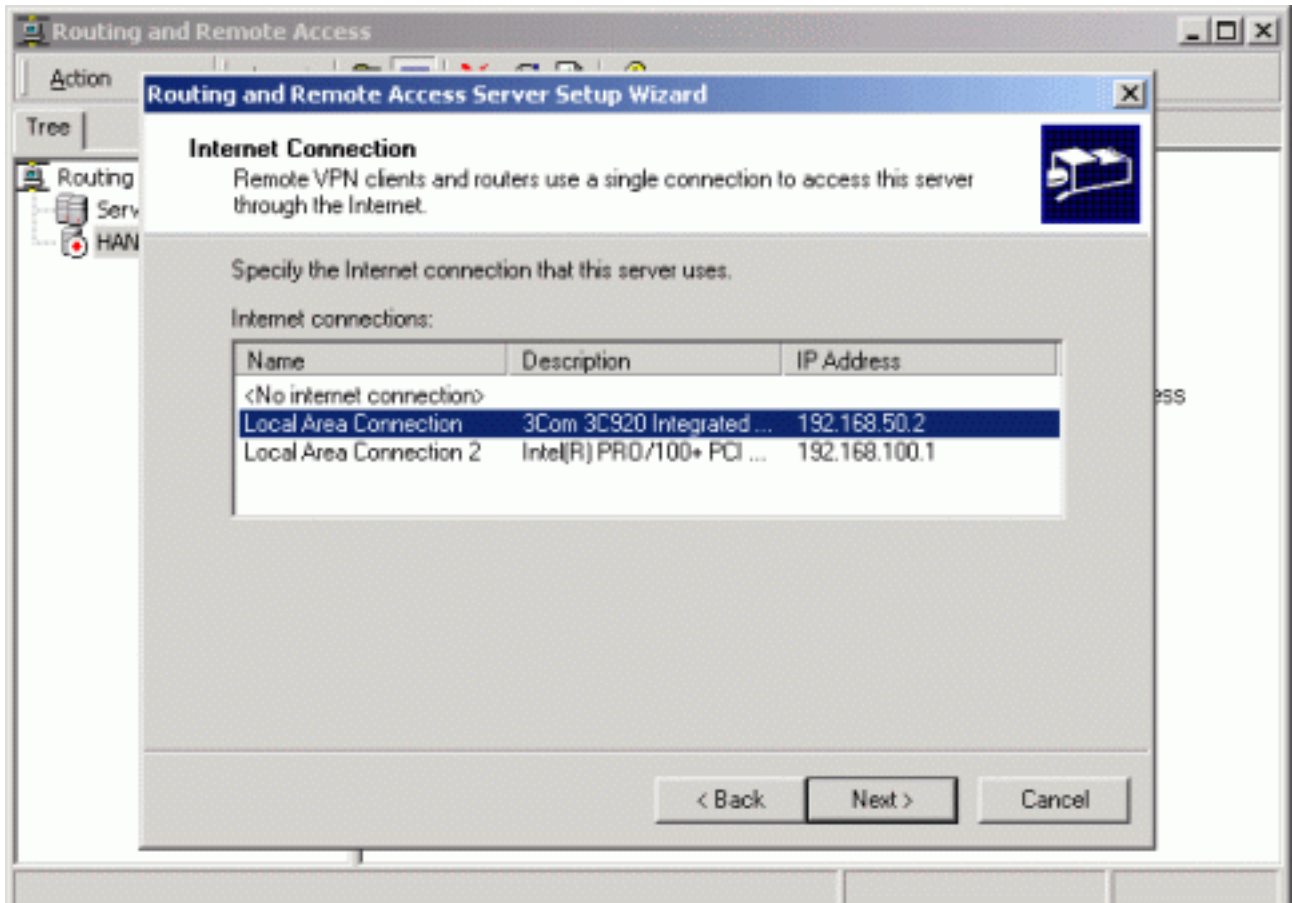 Routing and Remote Access
Action
Tree
Routing
Serv
HAN
Routing and Remote Access Server Setup Wizard
Internet Connection
Remote VPN clients and routers use a single connection to access this server
through the Internet.
Specify the Internet connection that this server uses.
Internet connections:
Name Description IP Address
<No internet connection>
Local Area Connection 3Com 3C920 Integrated ... 192.168.50.2
Local Area Connection 2 Intel(R) PRO/100+ PCI ... 192.168.100.1
ess
< Back Next > Cancel